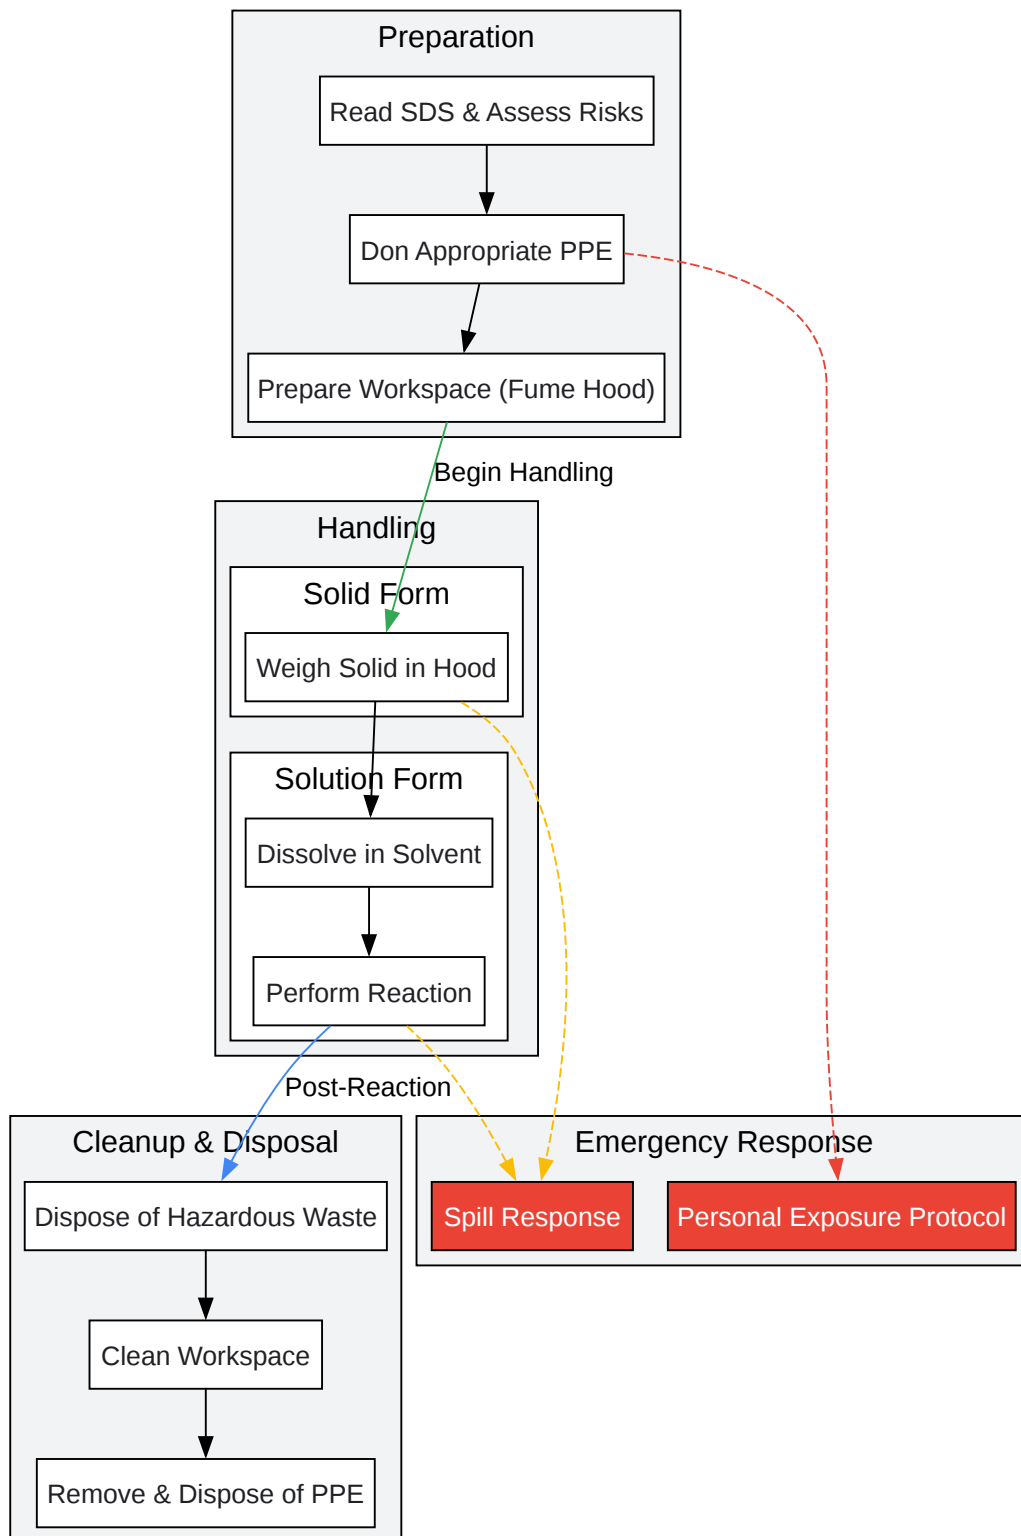 Preparation
Read SDS & Assess Risks
Don Appropriate PPE
Prepare Workspace (Fume Hood)
Begin Handling
Handling
Solid Form
Weigh Solid in Hood
Solution Form
Dissolve in Solvent
Perform Reaction
Post-Reaction
Cleanup & Disposal
Dispose of Hazardous Waste
Clean Workspace
Remove & Dispose of PPE
Emergency Response
Spill Response
Personal Exposure Protocol